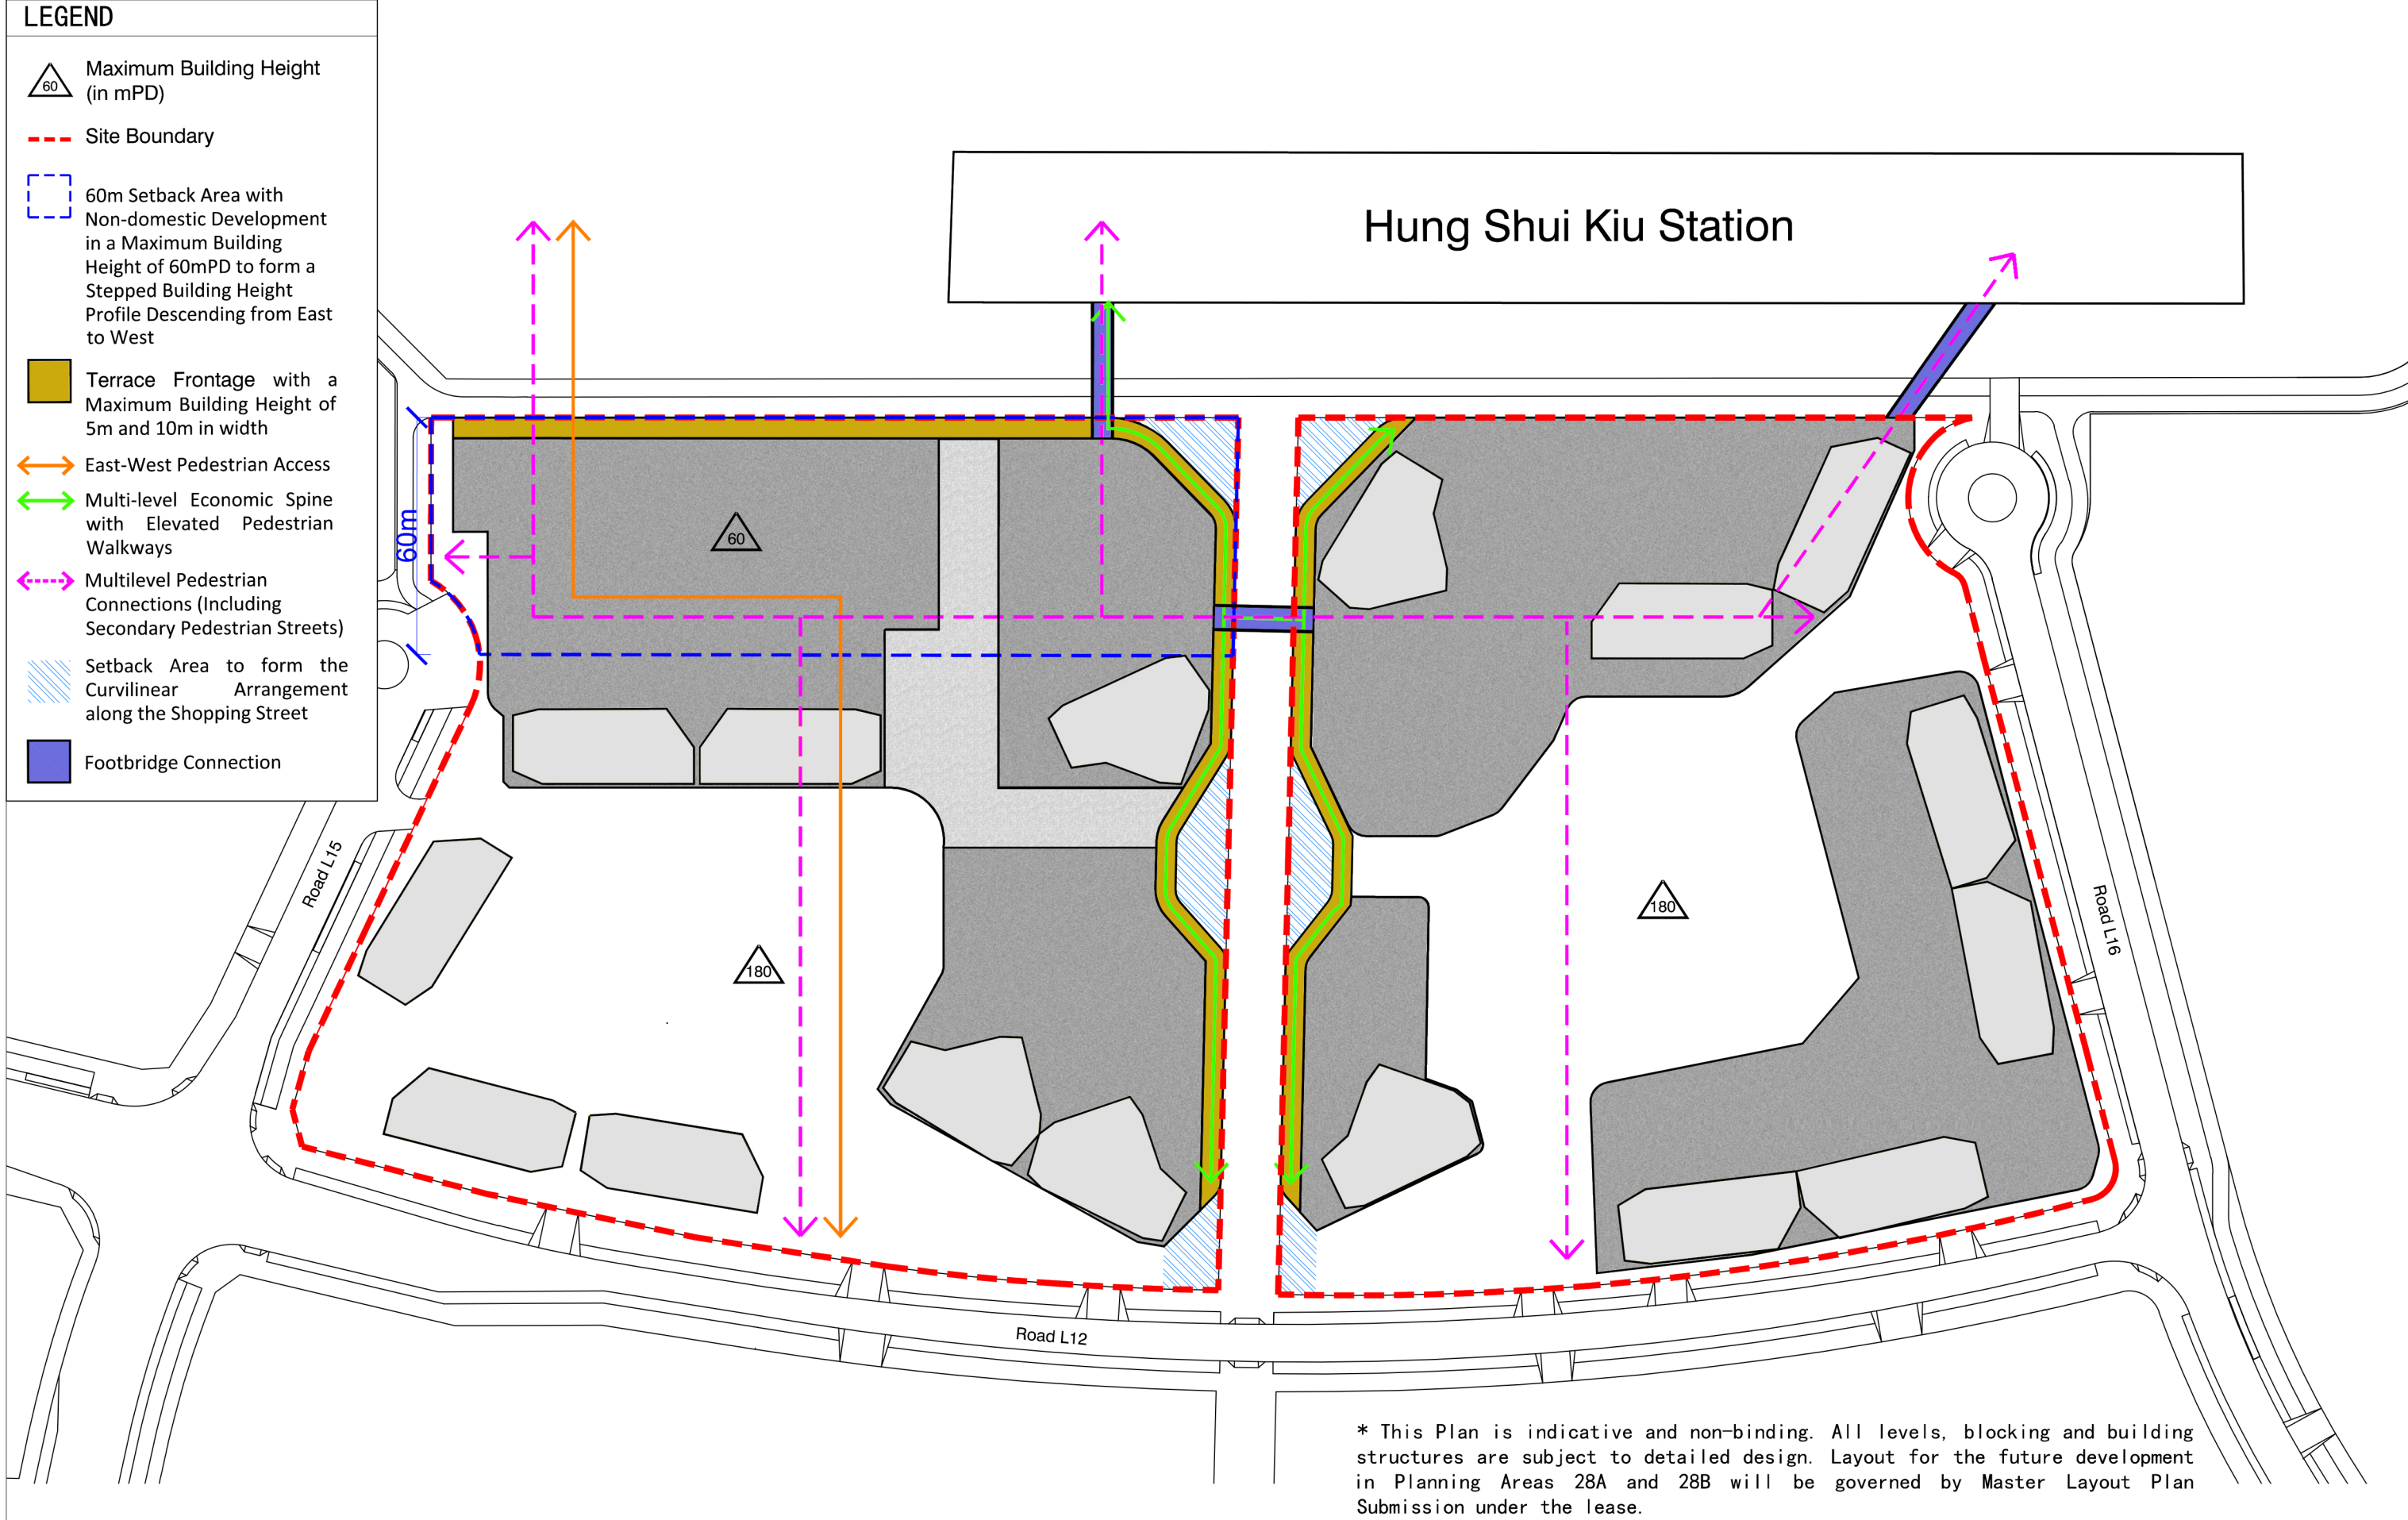 LEGEND
60
Maximum Building Height
(in mPD)
Site Boundary
60m Setback Area with
Non-domestic Development
in a Maximum Building
Height of 60mPD to form a
Stepped Building Height
Profile Descending from East
to West
Terrace Frontage with a
Maximum Building Height of
5m and 10m in width
East-West Pedestrian Access
Multi-level Economic Spine
with Elevated Pedestrian
Walkways
Multilevel Pedestrian
Connections (Including
Secondary Pedestrian Streets)
Setback Area to form the
Curvilinear Arrangement
along the Shopping Street
Footbridge Connection
Hung Shui Kiu Station
60m
60
180
180
Road L15
Road L16
Road L12
* This Plan is indicative and non-binding. All levels, blocking and building
structures are subject to detailed design. Layout for the future development
in Planning Areas 28A and 28B will be governed by Master Layout Plan
Submission under the lease.